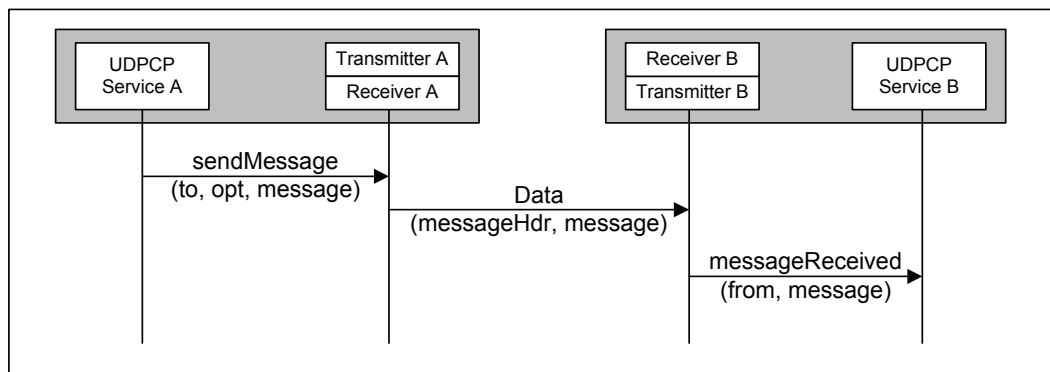 UDPCP
Service A
Transmitter A
Receiver A
Receiver B
Transmitter B
UDPCP
Service B
sendMessage
(to, opt, message)
Data
(messageHdr, message)
messageReceived
(from, message)